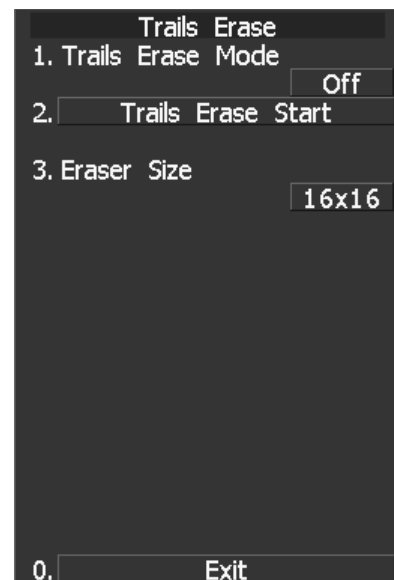 Trails Erase
1. Trails Erase Mode
Off
2. Trails Erase Start
3. Eraser Size
16x16
0. Exit